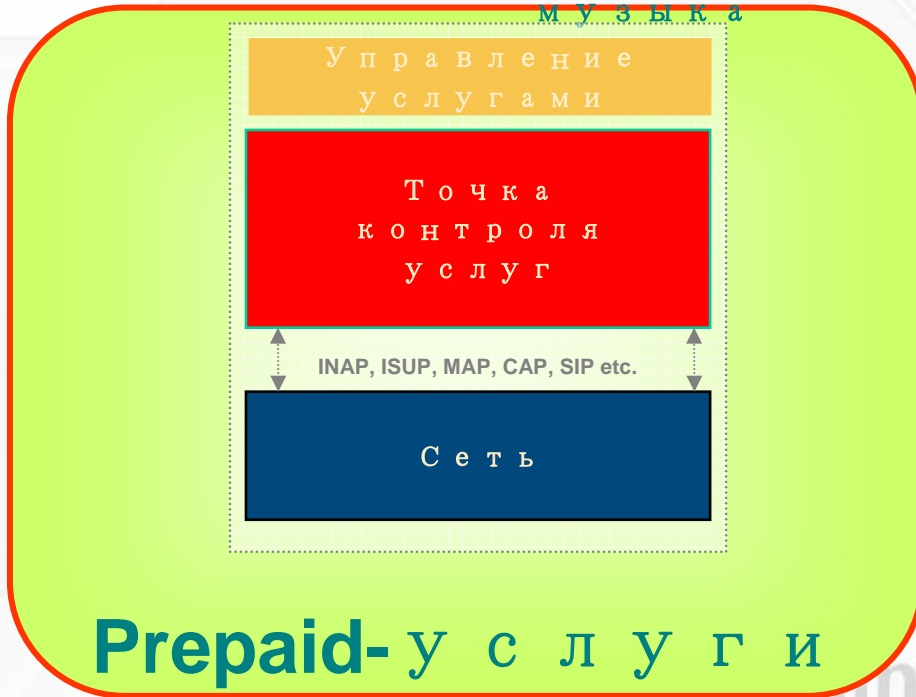 музыка
Управление
услугами
Точка
контроля
услуг
INAP, ISUP, MAP, CAP, SIP etc.
Сеть
Prepaid-услуги